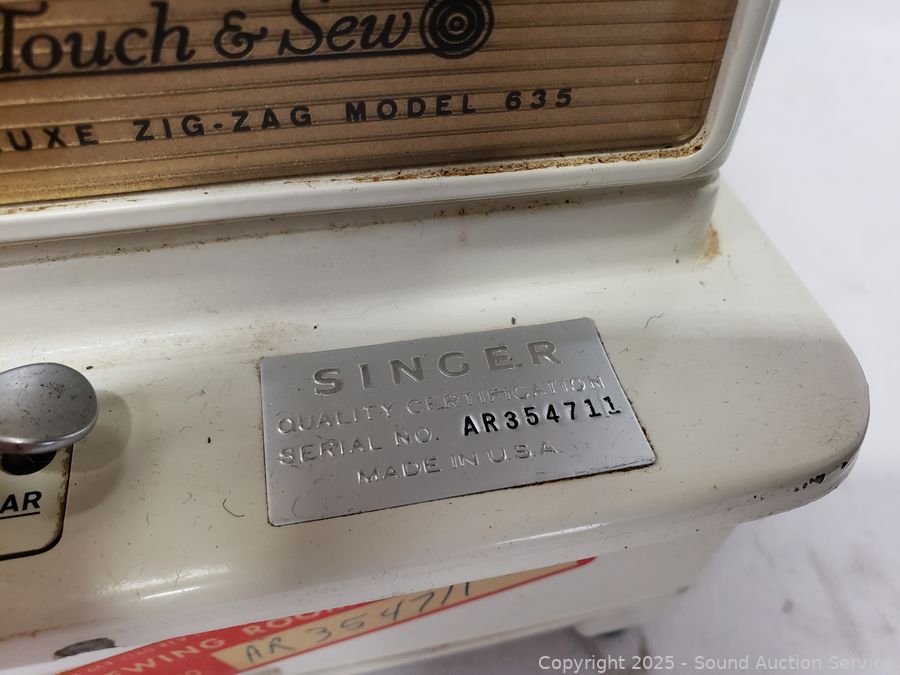 Touch & Sew
UXE ZIG-ZAG MODEL 635
SINGER
QUALITY CERTIFICATION
SERIAL NO. AR354711
MADE IN U.S.A.
AR
EWING ROO
AR 354711
Copyright © 2025 - Sound Auction Service